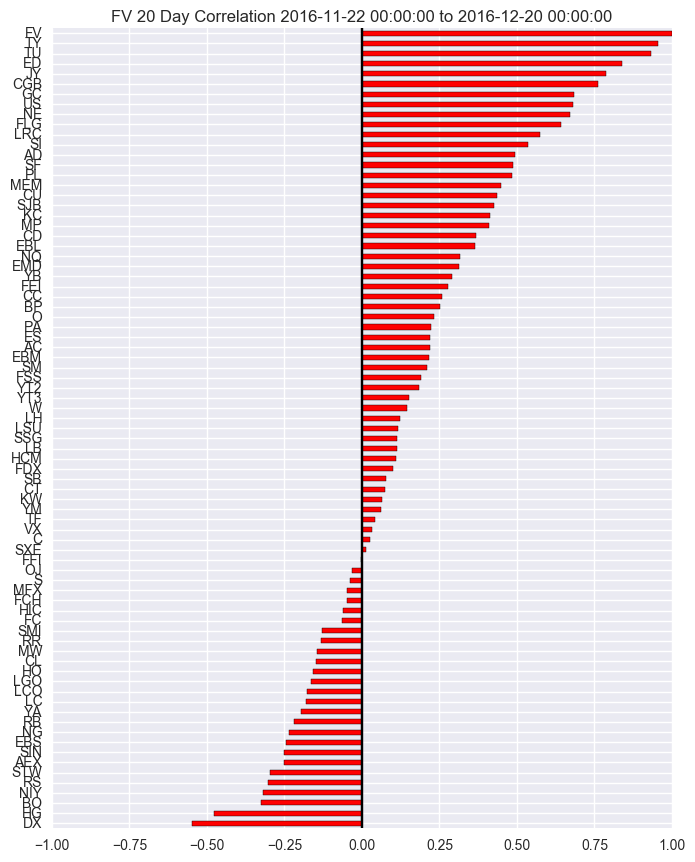 FV 20 Day Correlation 2016-11-22 00:00:00 to 2016-12-20 00:00:00
FV
TY
TU
ED
JY
CGB
GC
US
NE
FLG
LRC
SI
AD
SF
PL
MEM
CU
SJB
KC
MP
CD
EBL
NQ
EMD
YB
FEI
CC
BP
O
PA
ES
AC
EBM
SM
FSS
YT2
YT3
W
LH
LSU
SSG
LB
HCM
FDX
SB
CT
KW
YM
TF
VX
C
SXE
FFI
OJ
S
MFX
FCH
HIC
FC
SMI
RR
MW
CL
HO
LGO
LCO
LC
YA
RB
NG
EBS
SIN
AEX
STW
RS
NIY
BO
HG
DX
−1.00 −0.75 −0.50 −0.25 0.00 0.25 0.50 0.75 1.00